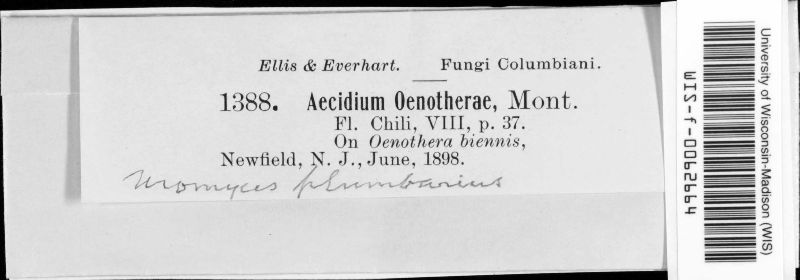 Ellis & Everhart. Fungi Columbiani.
1388. Aecidium Oenotherae, Mont.
Fl. Chili, VIII, p. 37.
On Oenothera biennis,
Newfield, N. J., June, 1898.
Uromyces plumbarius
University of Wisconsin-Madison (WIS)
WIS-f-0092664